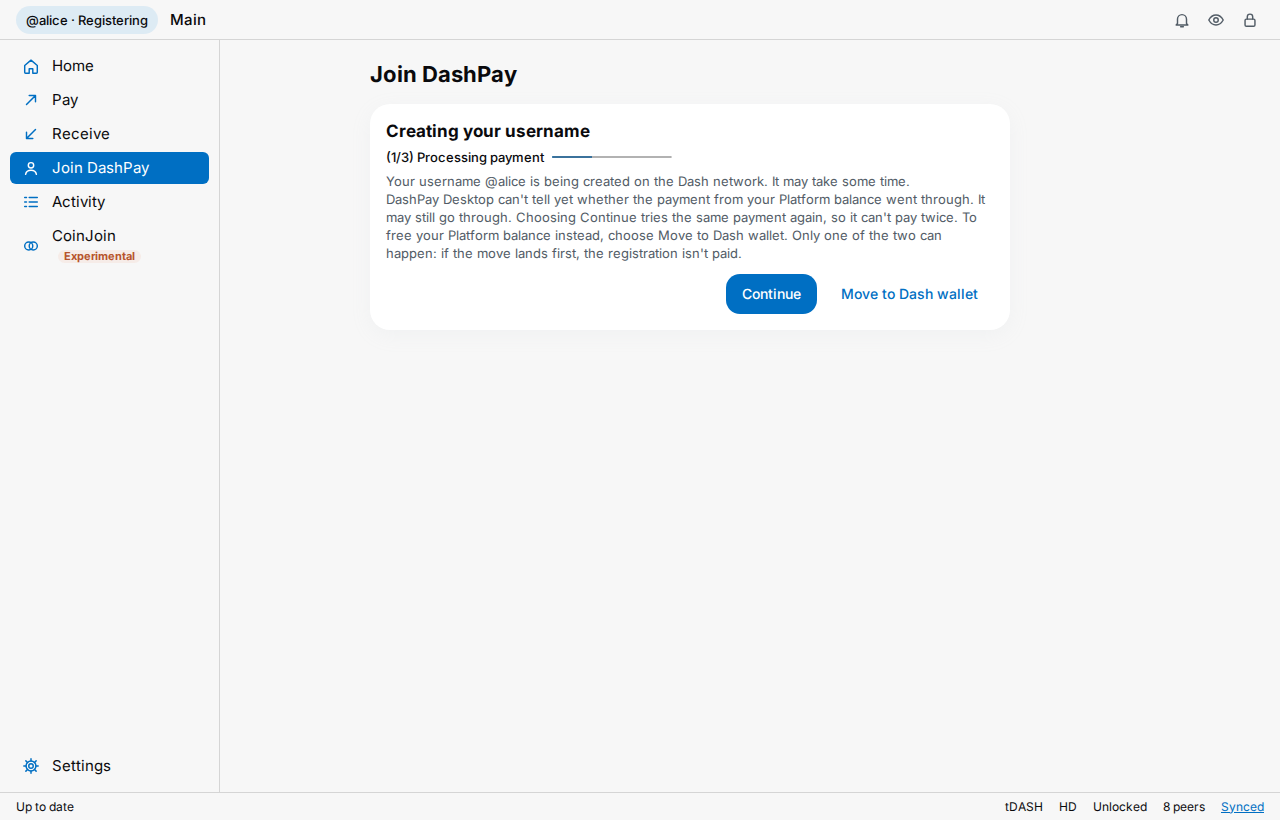 @alice · Registering
Main
Home
Pay
Receive
Join DashPay
Activity
CoinJoin
Experimental
Settings
Join DashPay
Creating your username
(1/3) Processing payment
Your username @alice is being created on the Dash network. It may take some time.
DashPay Desktop can't tell yet whether the payment from your Platform balance went through. It
may still go through. Choosing Continue tries the same payment again, so it can't pay twice. To
free your Platform balance instead, choose Move to Dash wallet. Only one of the two can
happen: if the move lands first, the registration isn't paid.
Continue
Move to Dash wallet
Up to date
tDASH
HD
Unlocked
8 peers
Synced